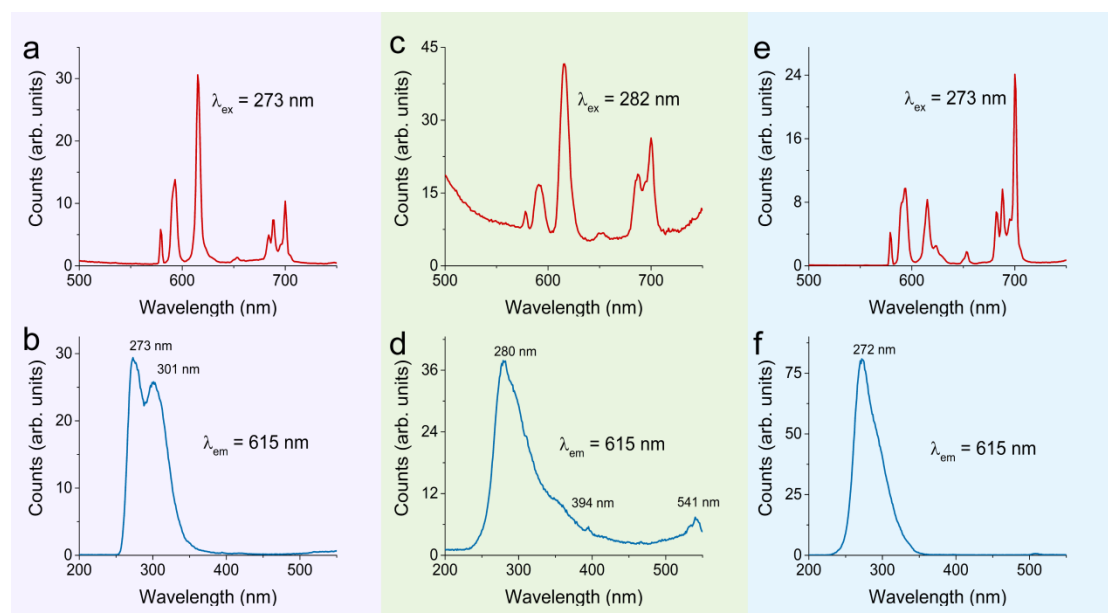 a
Counts (arb. units)
30
20
10
0
λex = 273 nm
500 600 700
Wavelength (nm)
b
Counts (arb. units)
30
20
10
0
273 nm
301 nm
λem = 615 nm
200 300 400 500
Wavelength (nm)
c
Counts (arb. units)
45
30
15
0
λex = 282 nm
500 600 700
Wavelength (nm)
d
Counts (arb. units)
36
24
12
0
280 nm
394 nm
541 nm
λem = 615 nm
200 300 400 500
Wavelength (nm)
e
Counts (arb. units)
24
16
8
0
λex = 273 nm
500 600 700
Wavelength (nm)
f
Counts (arb. units)
75
50
25
0
272 nm
λem = 615 nm
200 300 400 500
Wavelength (nm)